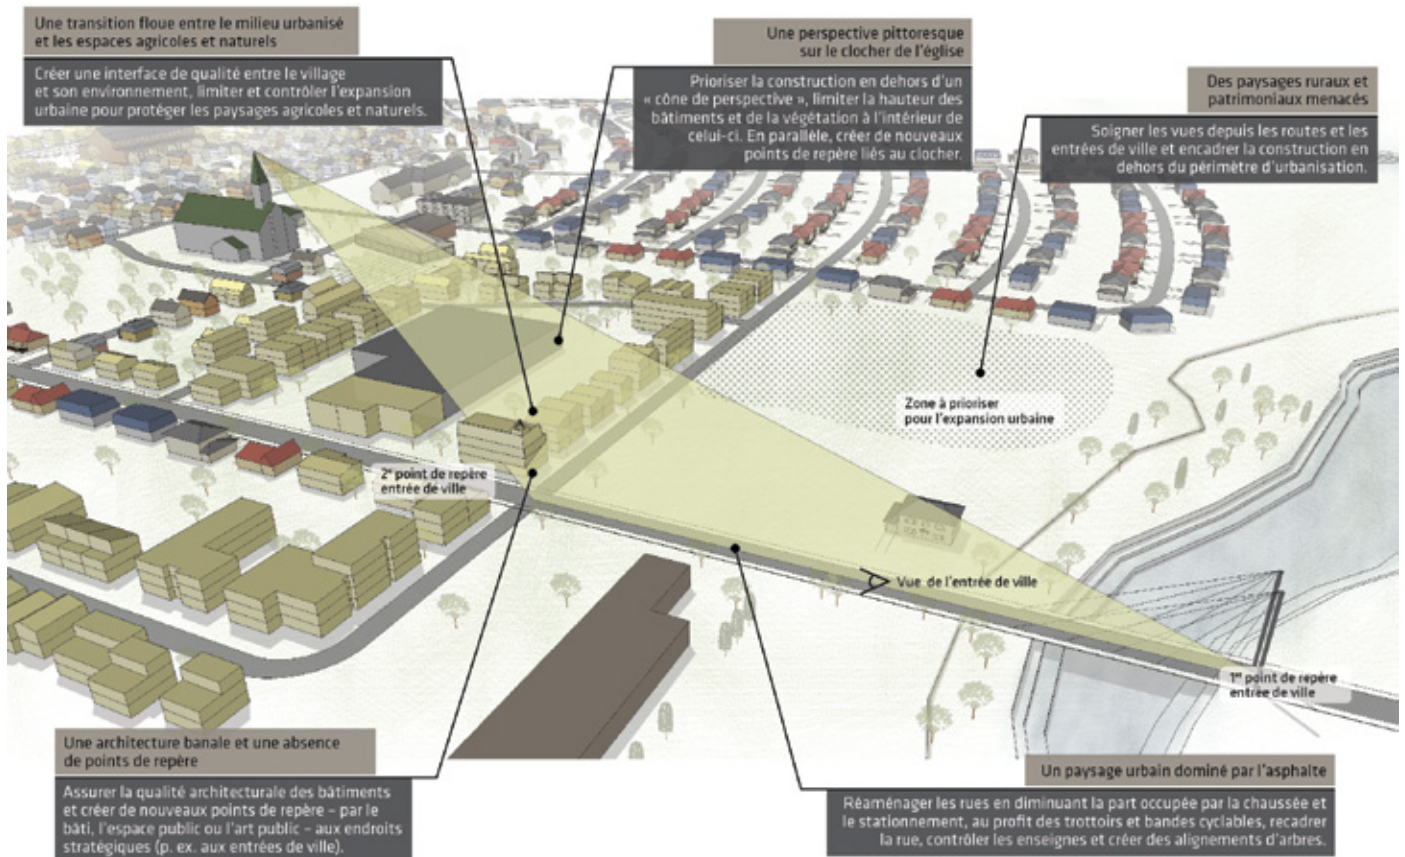 Une transition floue entre le milieu urbanisé
et les espaces agricoles et naturels
Créer une interface de qualité entre le village
et son environnement, limiter et contrôler l'expansion
urbaine pour protéger les paysages agricoles et naturels.
Une perspective pittoresque
sur le clocher de l'église
Prioriser la construction en dehors d'un
« cône de perspective », limiter la hauteur des
bâtiments et de la végétation à l'intérieur de
celui-ci. En parallèle, créer de nouveaux
points de repère liés au clocher.
Des paysages ruraux et
patrimoniaux menacés
Soigner les vues depuis les routes et les
entrées de ville et encadrer la construction en
dehors du périmètre d'urbanisation.
Zone à prioriser
pour l'expansion urbaine
2e point de repère
entrée de ville
Vue de l'entrée de ville
1er point de repère
entrée de ville
Une architecture banale et une absence
de points de repère
Assurer la qualité architecturale des bâtiments
et créer de nouveaux points de repère – par le
bâti, l'espace public ou l'art public – aux endroits
stratégiques (p. ex. aux entrées de ville).
Un paysage urbain dominé par l'asphalte
Réaménager les rues en diminuant la part occupée par la chaussée et
le stationnement, au profit des trottoirs et bandes cyclables, recadrer
la rue, contrôler les enseignes et créer des alignements d'arbres.